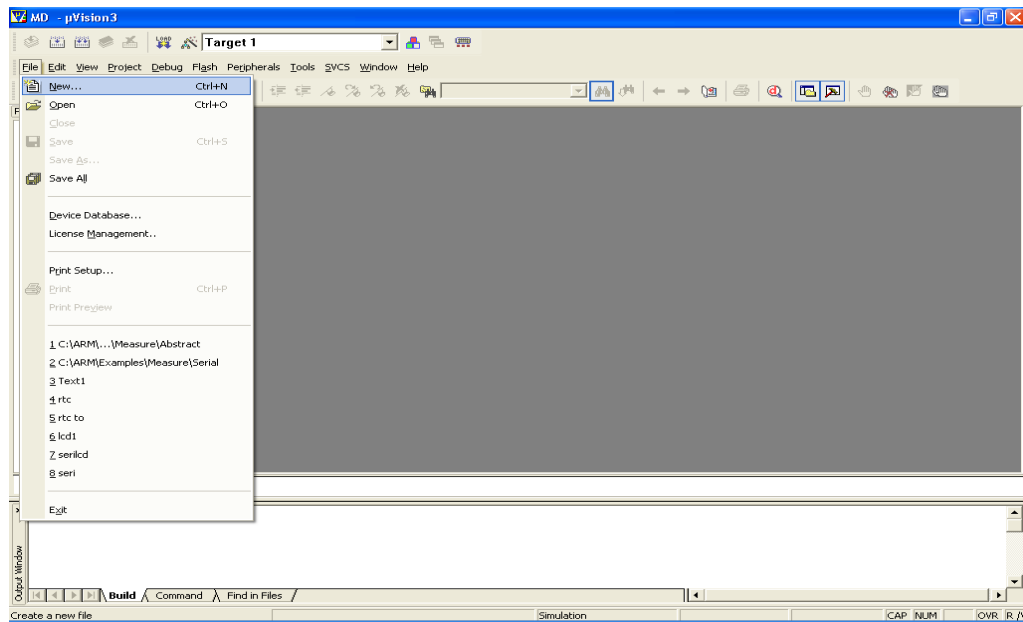 MD - µVision3
Target 1
File Edit View Project Debug Flash Peripherals Tools SVCS Window Help
New... Ctrl+N
Open Ctrl+O
Close
Save Ctrl+S
Save As...
Save All
Device Database...
License Management..
Print Setup...
Print Ctrl+P
Print Preview
1 C:\ARM\...\Measure\Abstract
2 C:\ARM\Examples\Measure\Serial
3 Text1
4 rtc
5 rtc to
6 lcd1
7 serilcd
8 seri
Exit
Output Window
Build Command Find in Files
Create a new file Simulation CAP NUM OVR R /